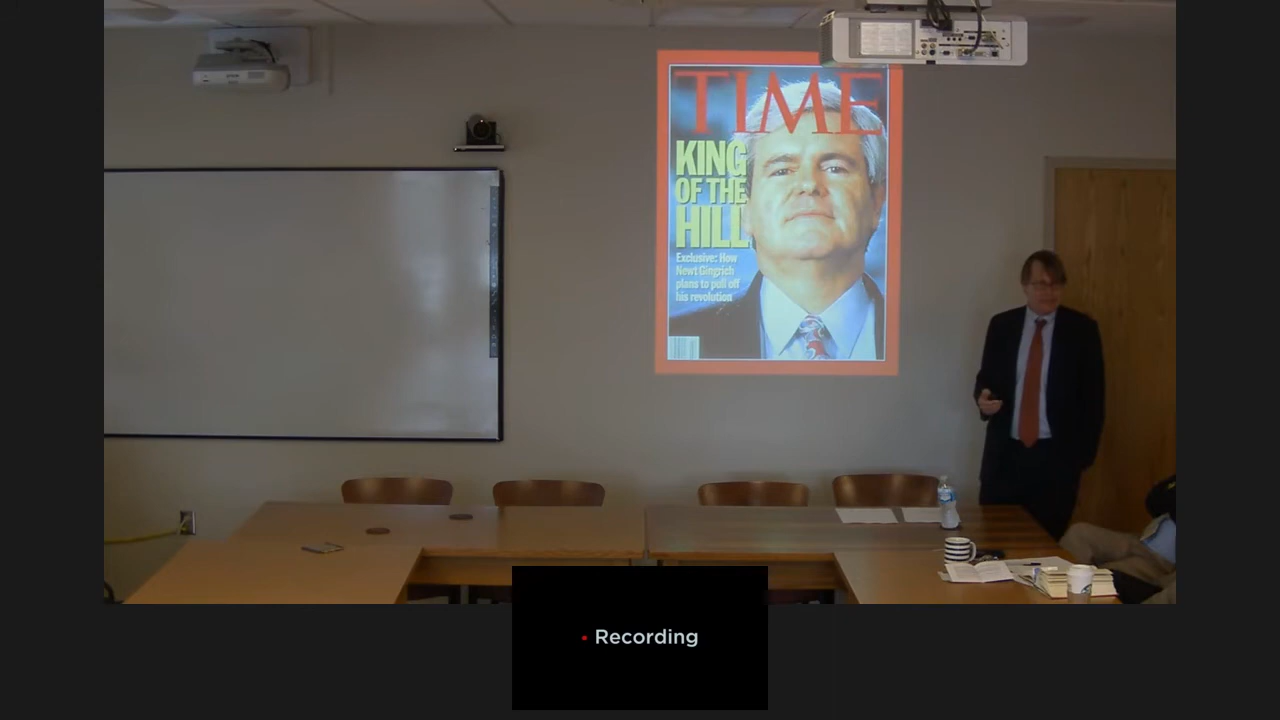 TIME
KING
OF THE
HILL
Exclusive: How
Newt Gingrich
plans to pull off
his revolution
Recording